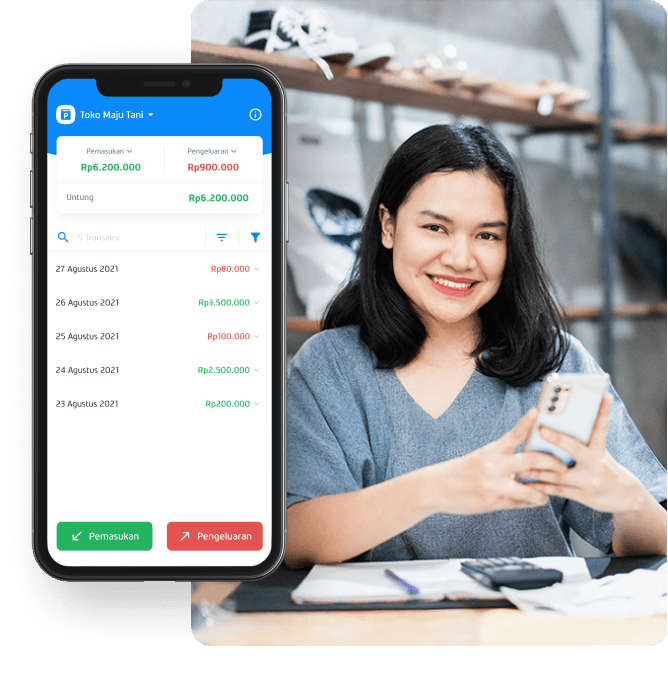 Toko Maju Tani
Pemasukan Pengeluaran
Rp6.200.000 Rp900.000
Untung Rp6.200.000
5 Transaksi
27 Agustus 2021 Rp80.000
26 Agustus 2021 Rp3.500.000
25 Agustus 2021 Rp100.000
24 Agustus 2021 Rp2.500.000
23 Agustus 2021 Rp200.000
Pemasukan Pengeluaran